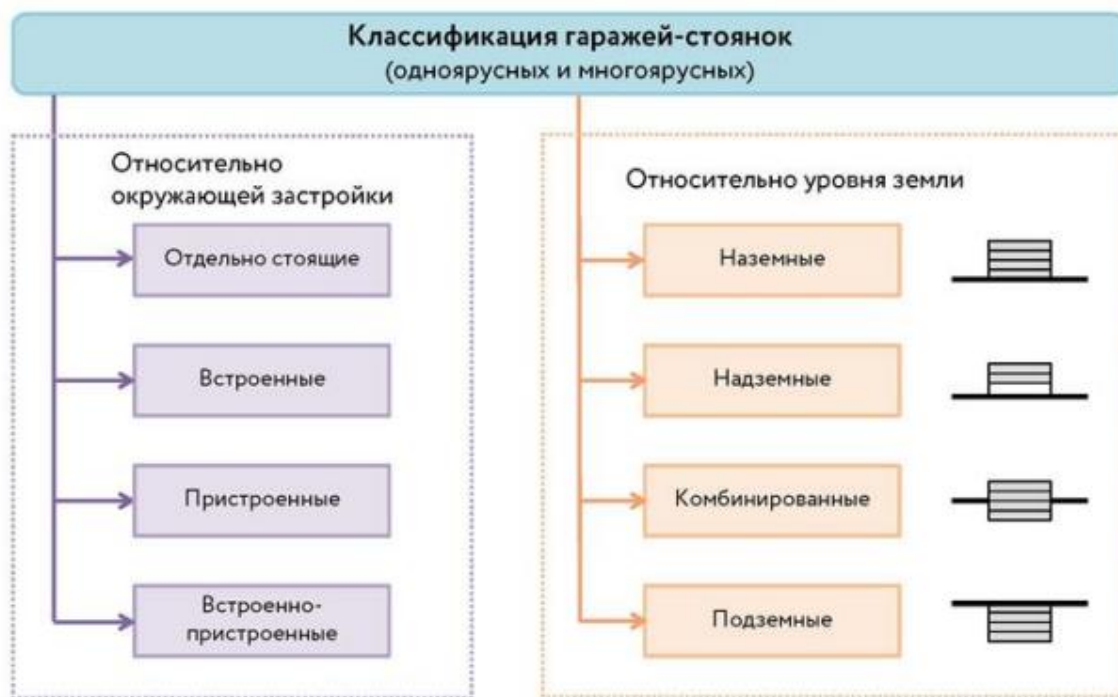 Классификация гаражей-стоянок
(одноярусных и многоярусных)
Относительно
окружающей застройки
Отдельно стоящие
Встроенные
Пристроенные
Встроенно-
пристроенные
Относительно уровня земли
Наземные
Надземные
Комбинированные
Подземные